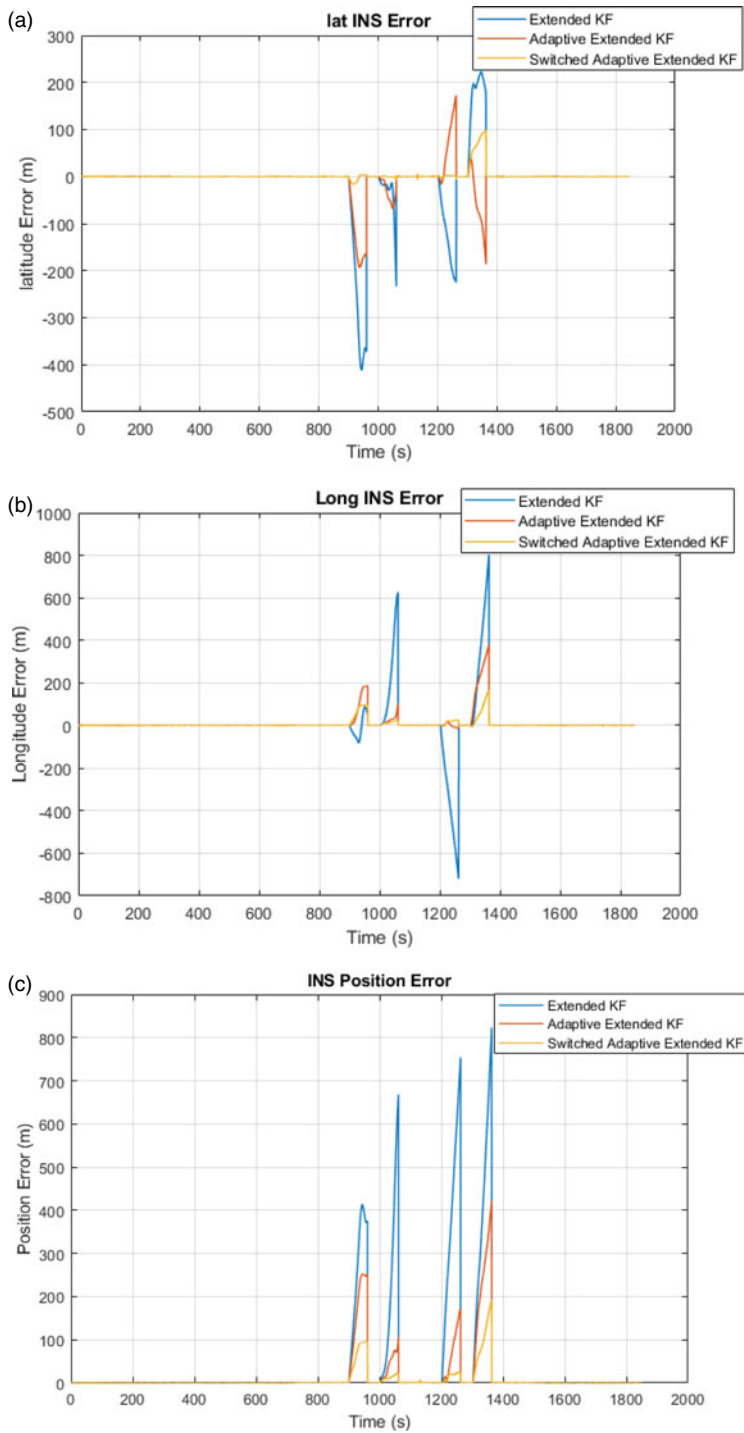 (a)
lat INS Error
Extended KF
Adaptive Extended KF
Switched Adaptive Extended KF
latitude Error (m)
300
200
100
0
-100
-200
-300
-400
-500
0 200 400 600 800 1000 1200 1400 1600 1800 2000
Time (s)
(b)
Long INS Error
Extended KF
Adaptive Extended KF
Switched Adaptive Extended KF
Longitude Error (m)
1000
800
600
400
200
0
-200
-400
-600
-800
0 200 400 600 800 1000 1200 1400 1600 1800 2000
Time (s)
(c)
INS Position Error
Extended KF
Adaptive Extended KF
Switched Adaptive Extended KF
Position Error (m)
900
800
700
600
500
400
300
200
100
0
0 200 400 600 800 1000 1200 1400 1600 1800 2000
Time (s)